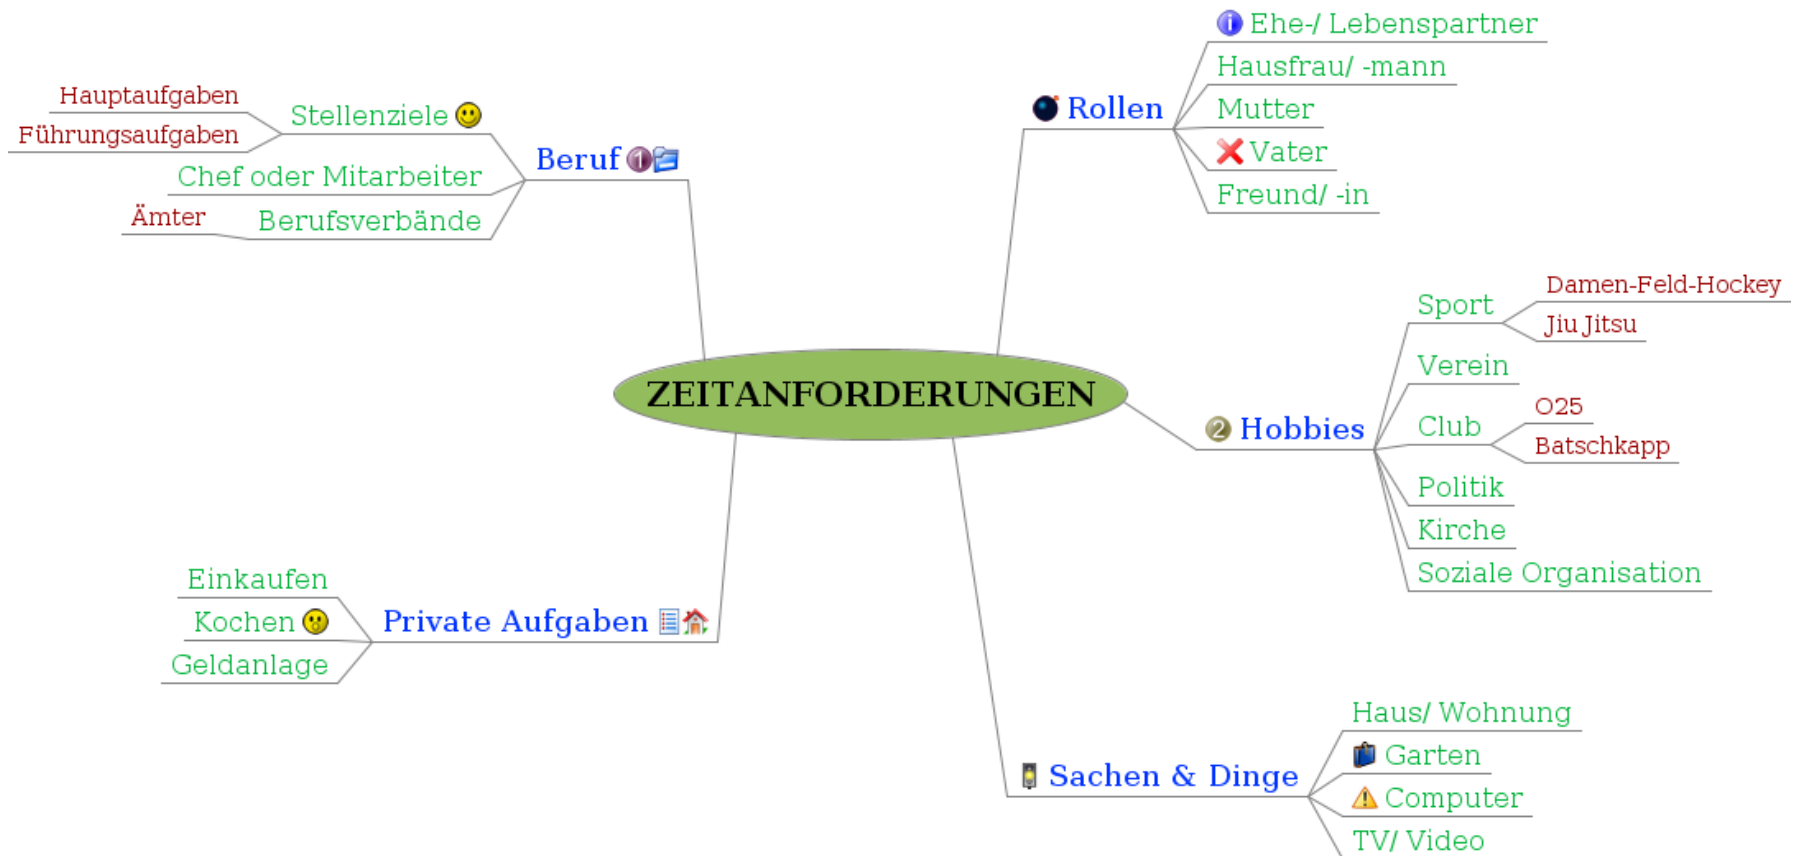 ZEITANFORDERUNGEN
Beruf 1
Stellenziele
Hauptaufgaben
Führungsaufgaben
Chef oder Mitarbeiter
Berufsverbände
Ämter
Private Aufgaben
Einkaufen
Kochen
Geldanlage
Rollen
i Ehe-/ Lebenspartner
Hausfrau/ -mann
Mutter
Vater
Freund/ -in
2 Hobbies
Sport
Damen-Feld-Hockey
Jiu Jitsu
Verein
Club
O25
Batschkapp
Politik
Kirche
Soziale Organisation
Sachen & Dinge
Haus/ Wohnung
Garten
Computer
TV/ Video